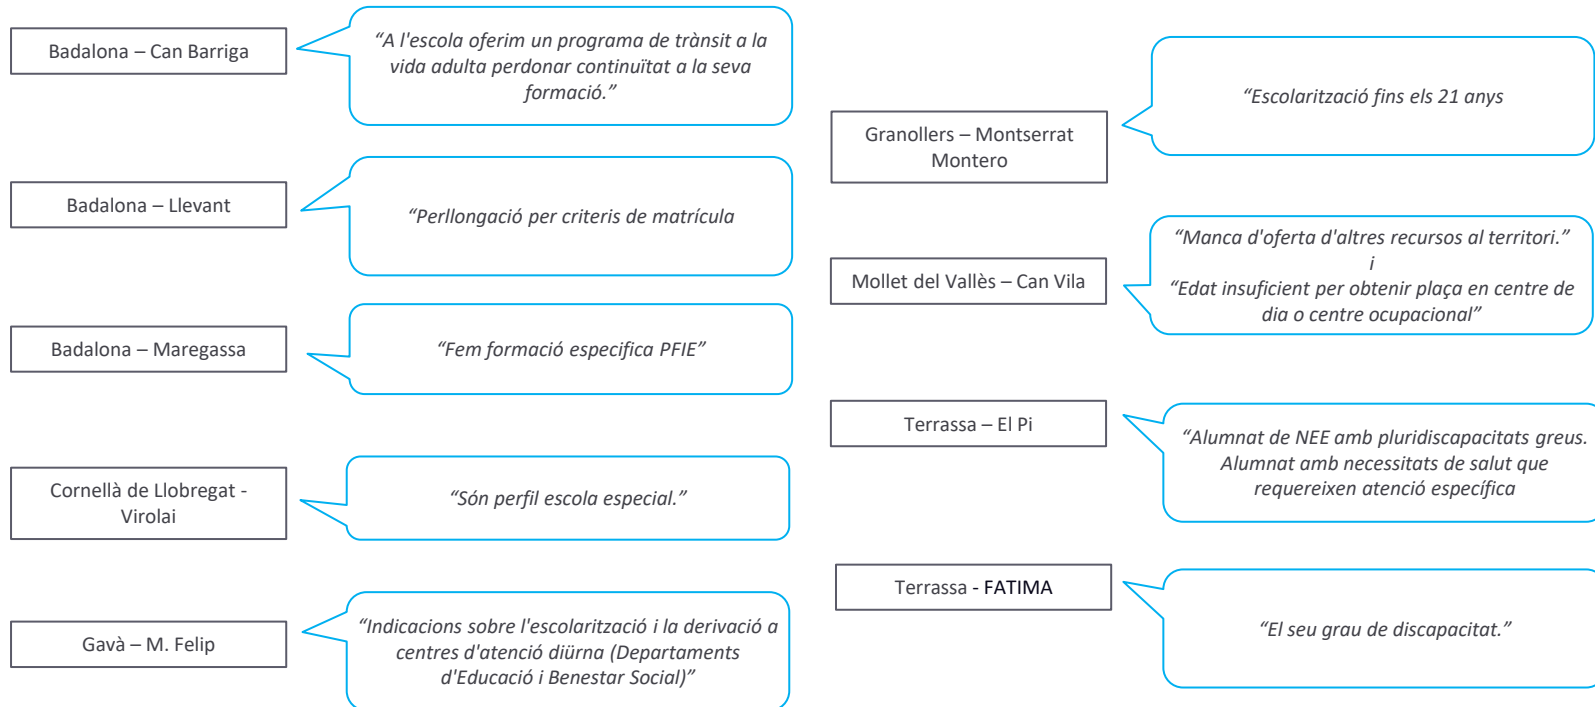 Badalona – Can Barriga
“A l'escola oferim un programa de trànsit a la
vida adulta perdonar continuïtat a la seva
formació.”
Badalona – Llevant
“Perllongació per criteris de matrícula
Badalona – Maregassa
“Fem formació especifica PFIE”
Cornellà de Llobregat -
Virolai
“Són perfil escola especial.”
Gavà – M. Felip
“Indicacions sobre l'escolarització i la derivació a
centres d'atenció diürna (Departaments
d'Educació i Benestar Social)”
Granollers – Montserrat
Montero
“Escolarització fins els 21 anys
Mollet del Vallès – Can Vila
“Manca d'oferta d'altres recursos al territori.”
i
“Edat insuficient per obtenir plaça en centre de
dia o centre ocupacional”
Terrassa – El Pi
“Alumnat de NEE amb pluridiscapacitats greus.
Alumnat amb necessitats de salut que
requereixen atenció específica
Terrassa - FATIMA
“El seu grau de discapacitat.”